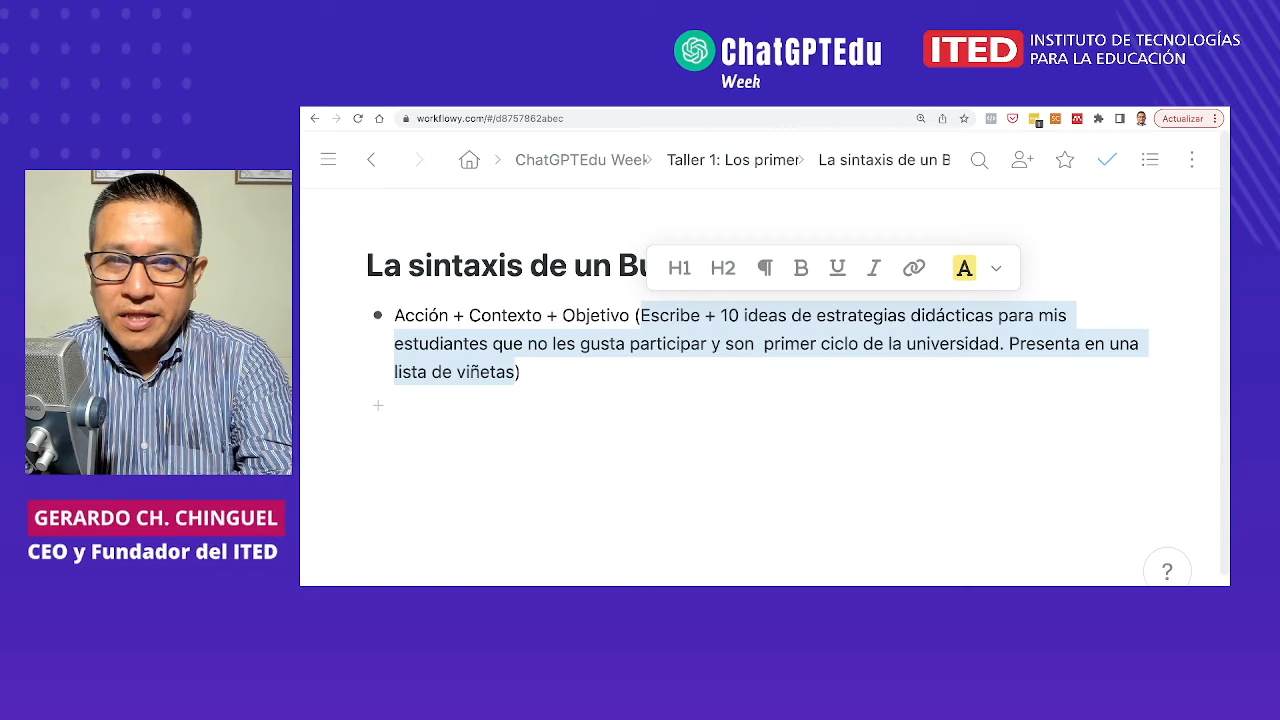 ChatGPTEdu
Week
ITED
INSTITUTO DE TECNOLOGÍAS
PARA LA EDUCACIÓN
workflowy.com/#/d8757862abec
Actualizar
ChatGPTEdu Week
Taller 1: Los primer
La sintaxis de un B
La sintaxis de un Bu
H1 H2 B U I A
Acción + Contexto + Objetivo (Escribe + 10 ideas de estrategias didácticas para mis
estudiantes que no les gusta participar y son primer ciclo de la universidad. Presenta en una
lista de viñetas)
?
GERARDO CH. CHINGUEL
CEO y Fundador del ITED